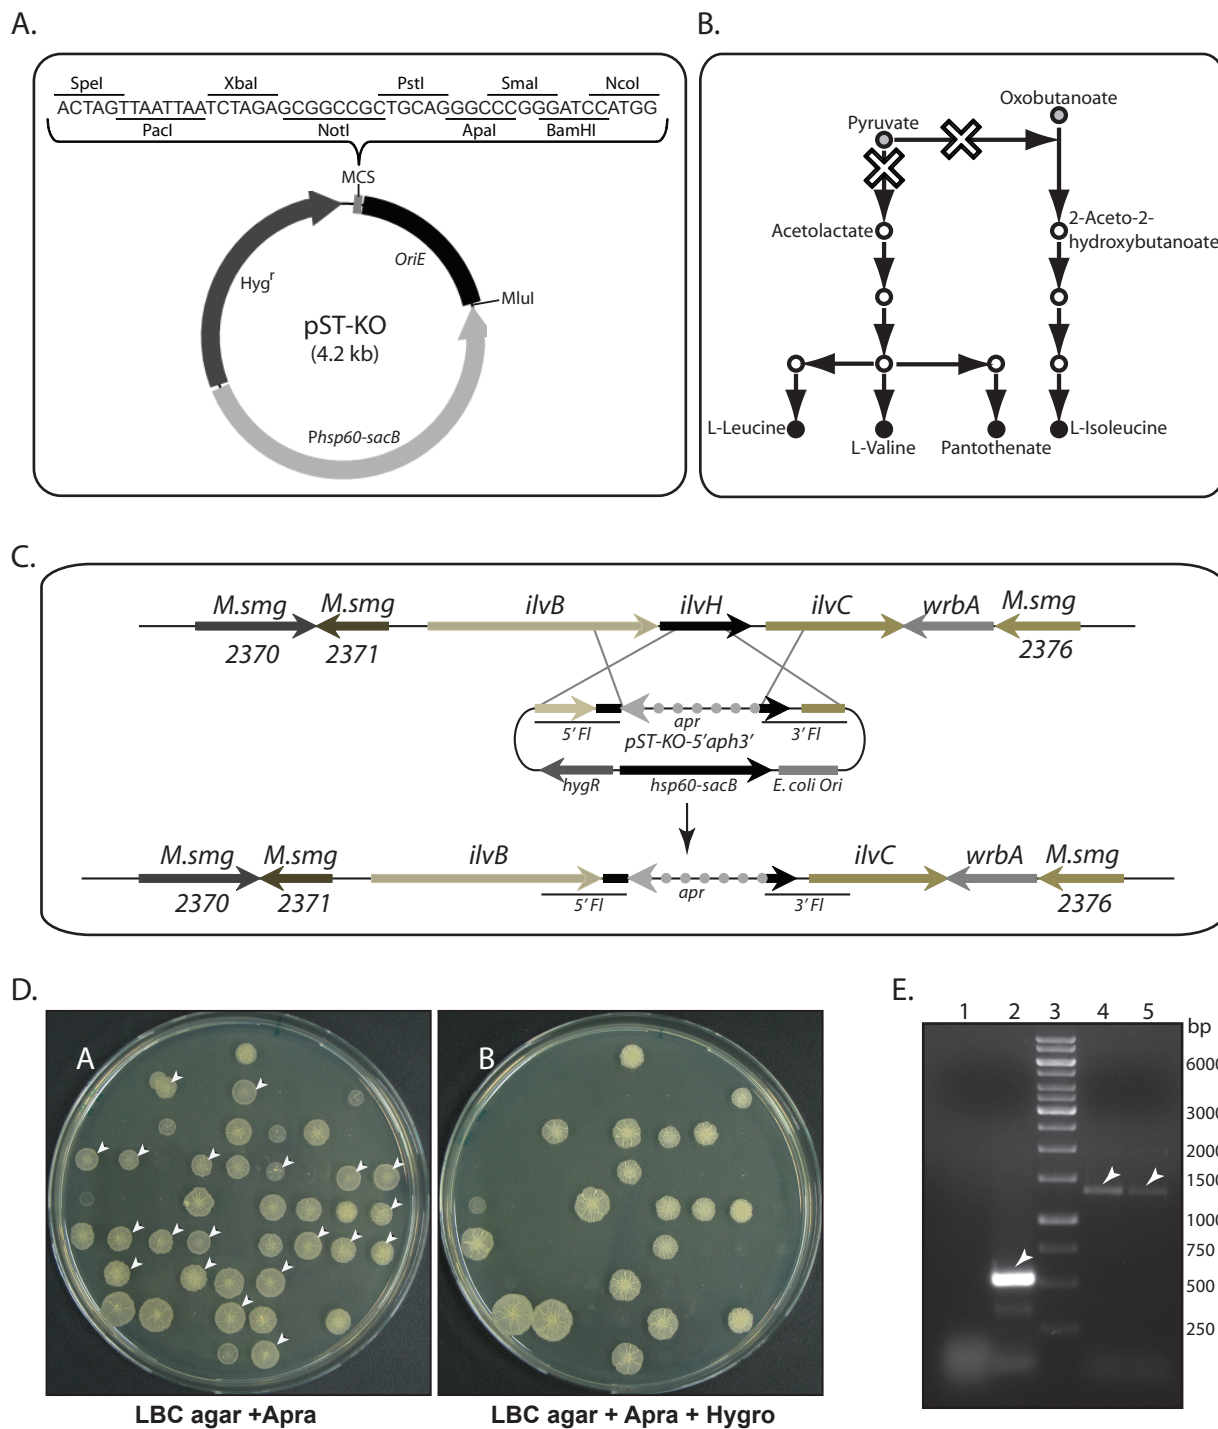 A.
SpeI XbaI PstI SmaI NcoI
ACTAGTTAATTAATCTAGAGCGGCCGCTGCAGGGCCCGGGATCCATGG
PacI NotI ApaI BamHI
MCS
OriE
Hygr
MluI
pST-KO
(4.2 kb)
Phsp60-sacB
B.
Oxobutanoate
Pyruvate
Acetolactate
2-Aceto-2-
hydroxybutanoate
L-Leucine
L-Valine
Pantothenate
L-Isoleucine
C.
M.smg M.smg ilvB ilvH ilvC wrbA M.smg
2370 2371 2376
apr
5' Fl pST-KO-5'aph3' 3' Fl
hygR hsp60-sacB E. coli Ori
M.smg M.smg ilvB ilvC wrbA M.smg
2370 2371 5' Fl apr 3' Fl 2376
D.
A
B
LBC agar +Apra
LBC agar + Apra + Hygro
E.
1 2 3 4 5
bp
6000
3000
2000
1500
1000
750
500
250